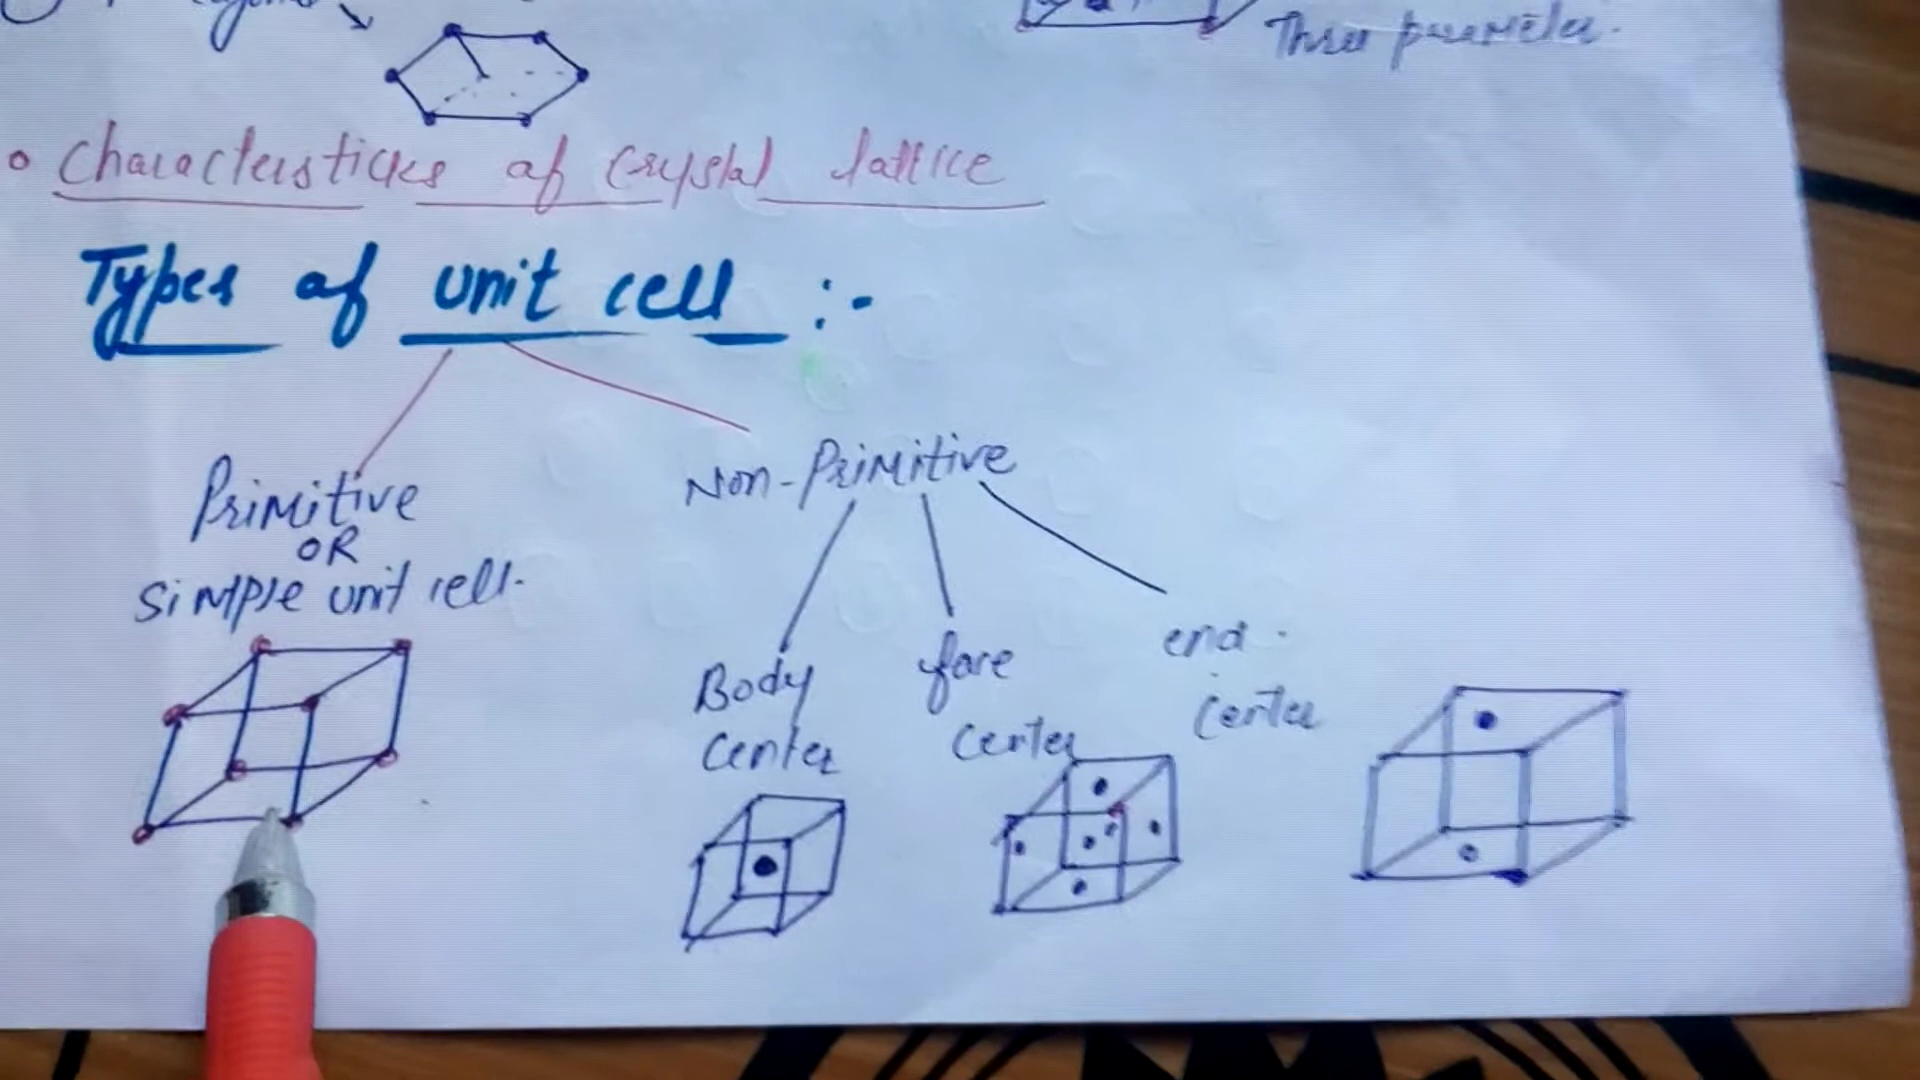 Three parameter.
Characteristicks of Crystal lattice
Types of unit cell :-
Primitive
OR
Simple unit cell.
Non-Primitive
Body
Center
face
Center
end
Center